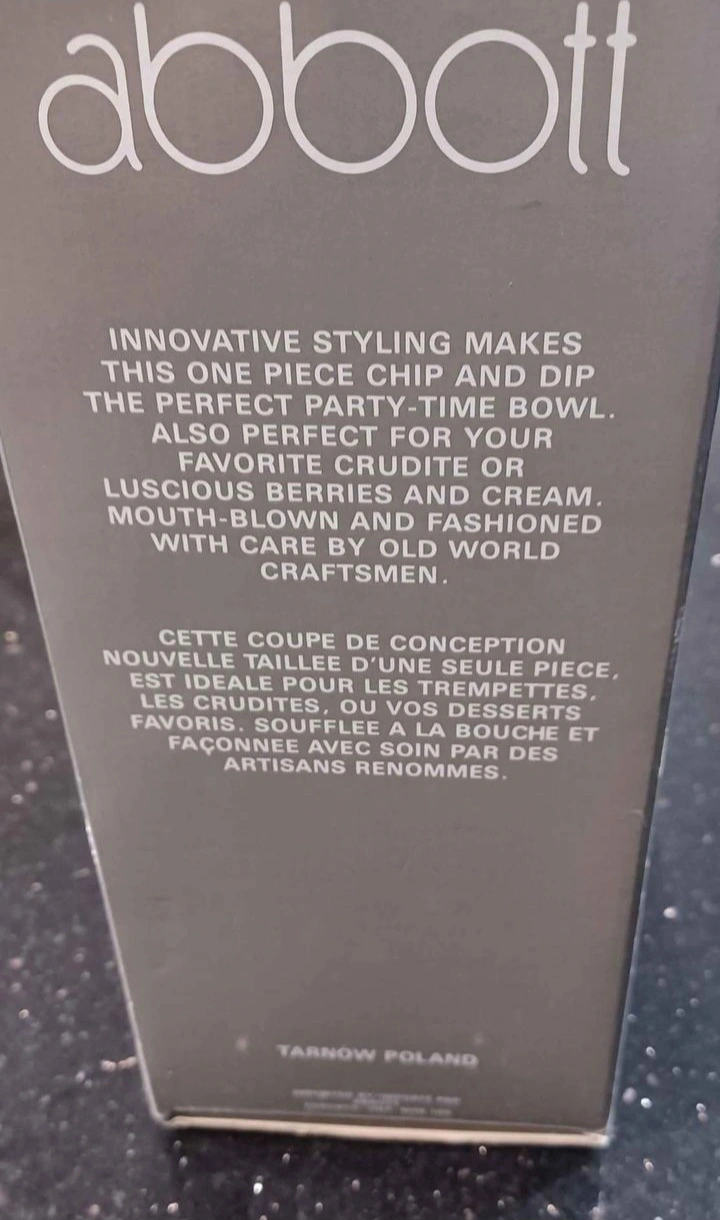 abbott
INNOVATIVE STYLING MAKES
THIS ONE PIECE CHIP AND DIP
THE PERFECT PARTY-TIME BOWL.
ALSO PERFECT FOR YOUR
FAVORITE CRUDITE OR
LUSCIOUS BERRIES AND CREAM.
MOUTH-BLOWN AND FASHIONED
WITH CARE BY OLD WORLD
CRAFTSMEN.
CETTE COUPE DE CONCEPTION
NOUVELLE TAILLEE D'UNE SEULE PIECE,
EST IDEALE POUR LES TREMPETTES,
LES CRUDITES, OU VOS DESSERTS
FAVORIS. SOUFFLEE A LA BOUCHE ET
FAÇONNEE AVEC SOIN PAR DES
ARTISANS RENOMMES.
TARNOW POLAND